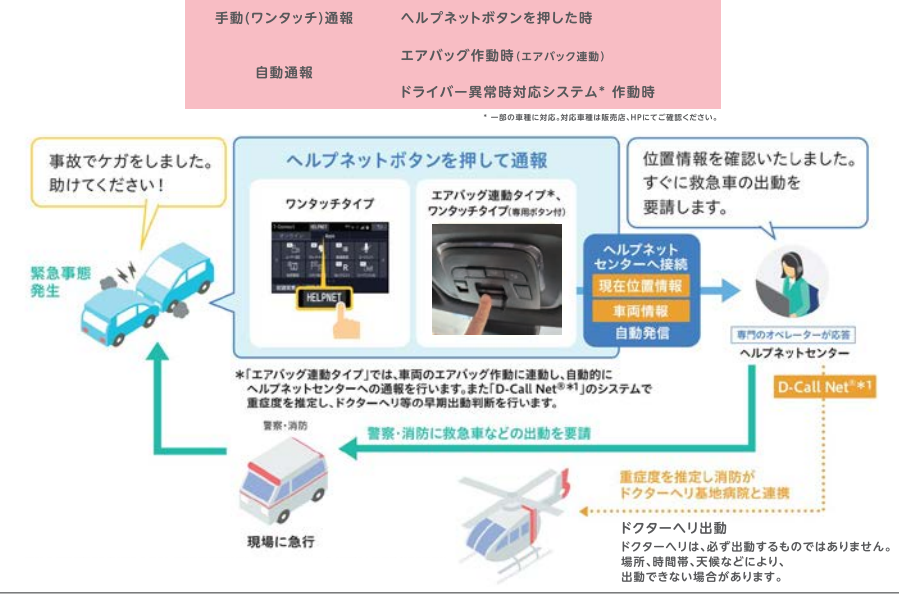 手動(ワンタッチ)通報 ヘルプネットボタンを押した時
自動通報
エアバッグ作動時(エアバック連動)
ドライバー異常時対応システム* 作動時
* 一部の車種に対応。対応車種は販売店、HPにてご確認ください。
事故でケガをしました。
助けてください!
緊急事態
発生
ヘルプネットボタンを押して通報
ワンタッチタイプ
HELPNET
エアバッグ連動タイプ*、
ワンタッチタイプ(専用ボタン付)
ヘルプネット
センターへ接続
現在位置情報
車両情報
自動発信
位置情報を確認いたしました。
すぐに救急車の出動を
要請します。
専門のオペレーターが応答
ヘルプネットセンター
D-Call Net®*1
*「エアバッグ連動タイプ」では、車両のエアバッグ作動に連動し、自動的に
ヘルプネットセンターへの通報を行います。また「D-Call Net®*1」のシステムで
重症度を推定し、ドクターヘリ等の早期出動判断を行います。
警察・消防に救急車などの出動を要請
警察・消防
現場に急行
重症度を推定し消防が
ドクターヘリ基地病院と連携
ドクターヘリ出動
ドクターヘリは、必ず出動するものではありません。
場所、時間帯、天候などにより、
出動できない場合があります。